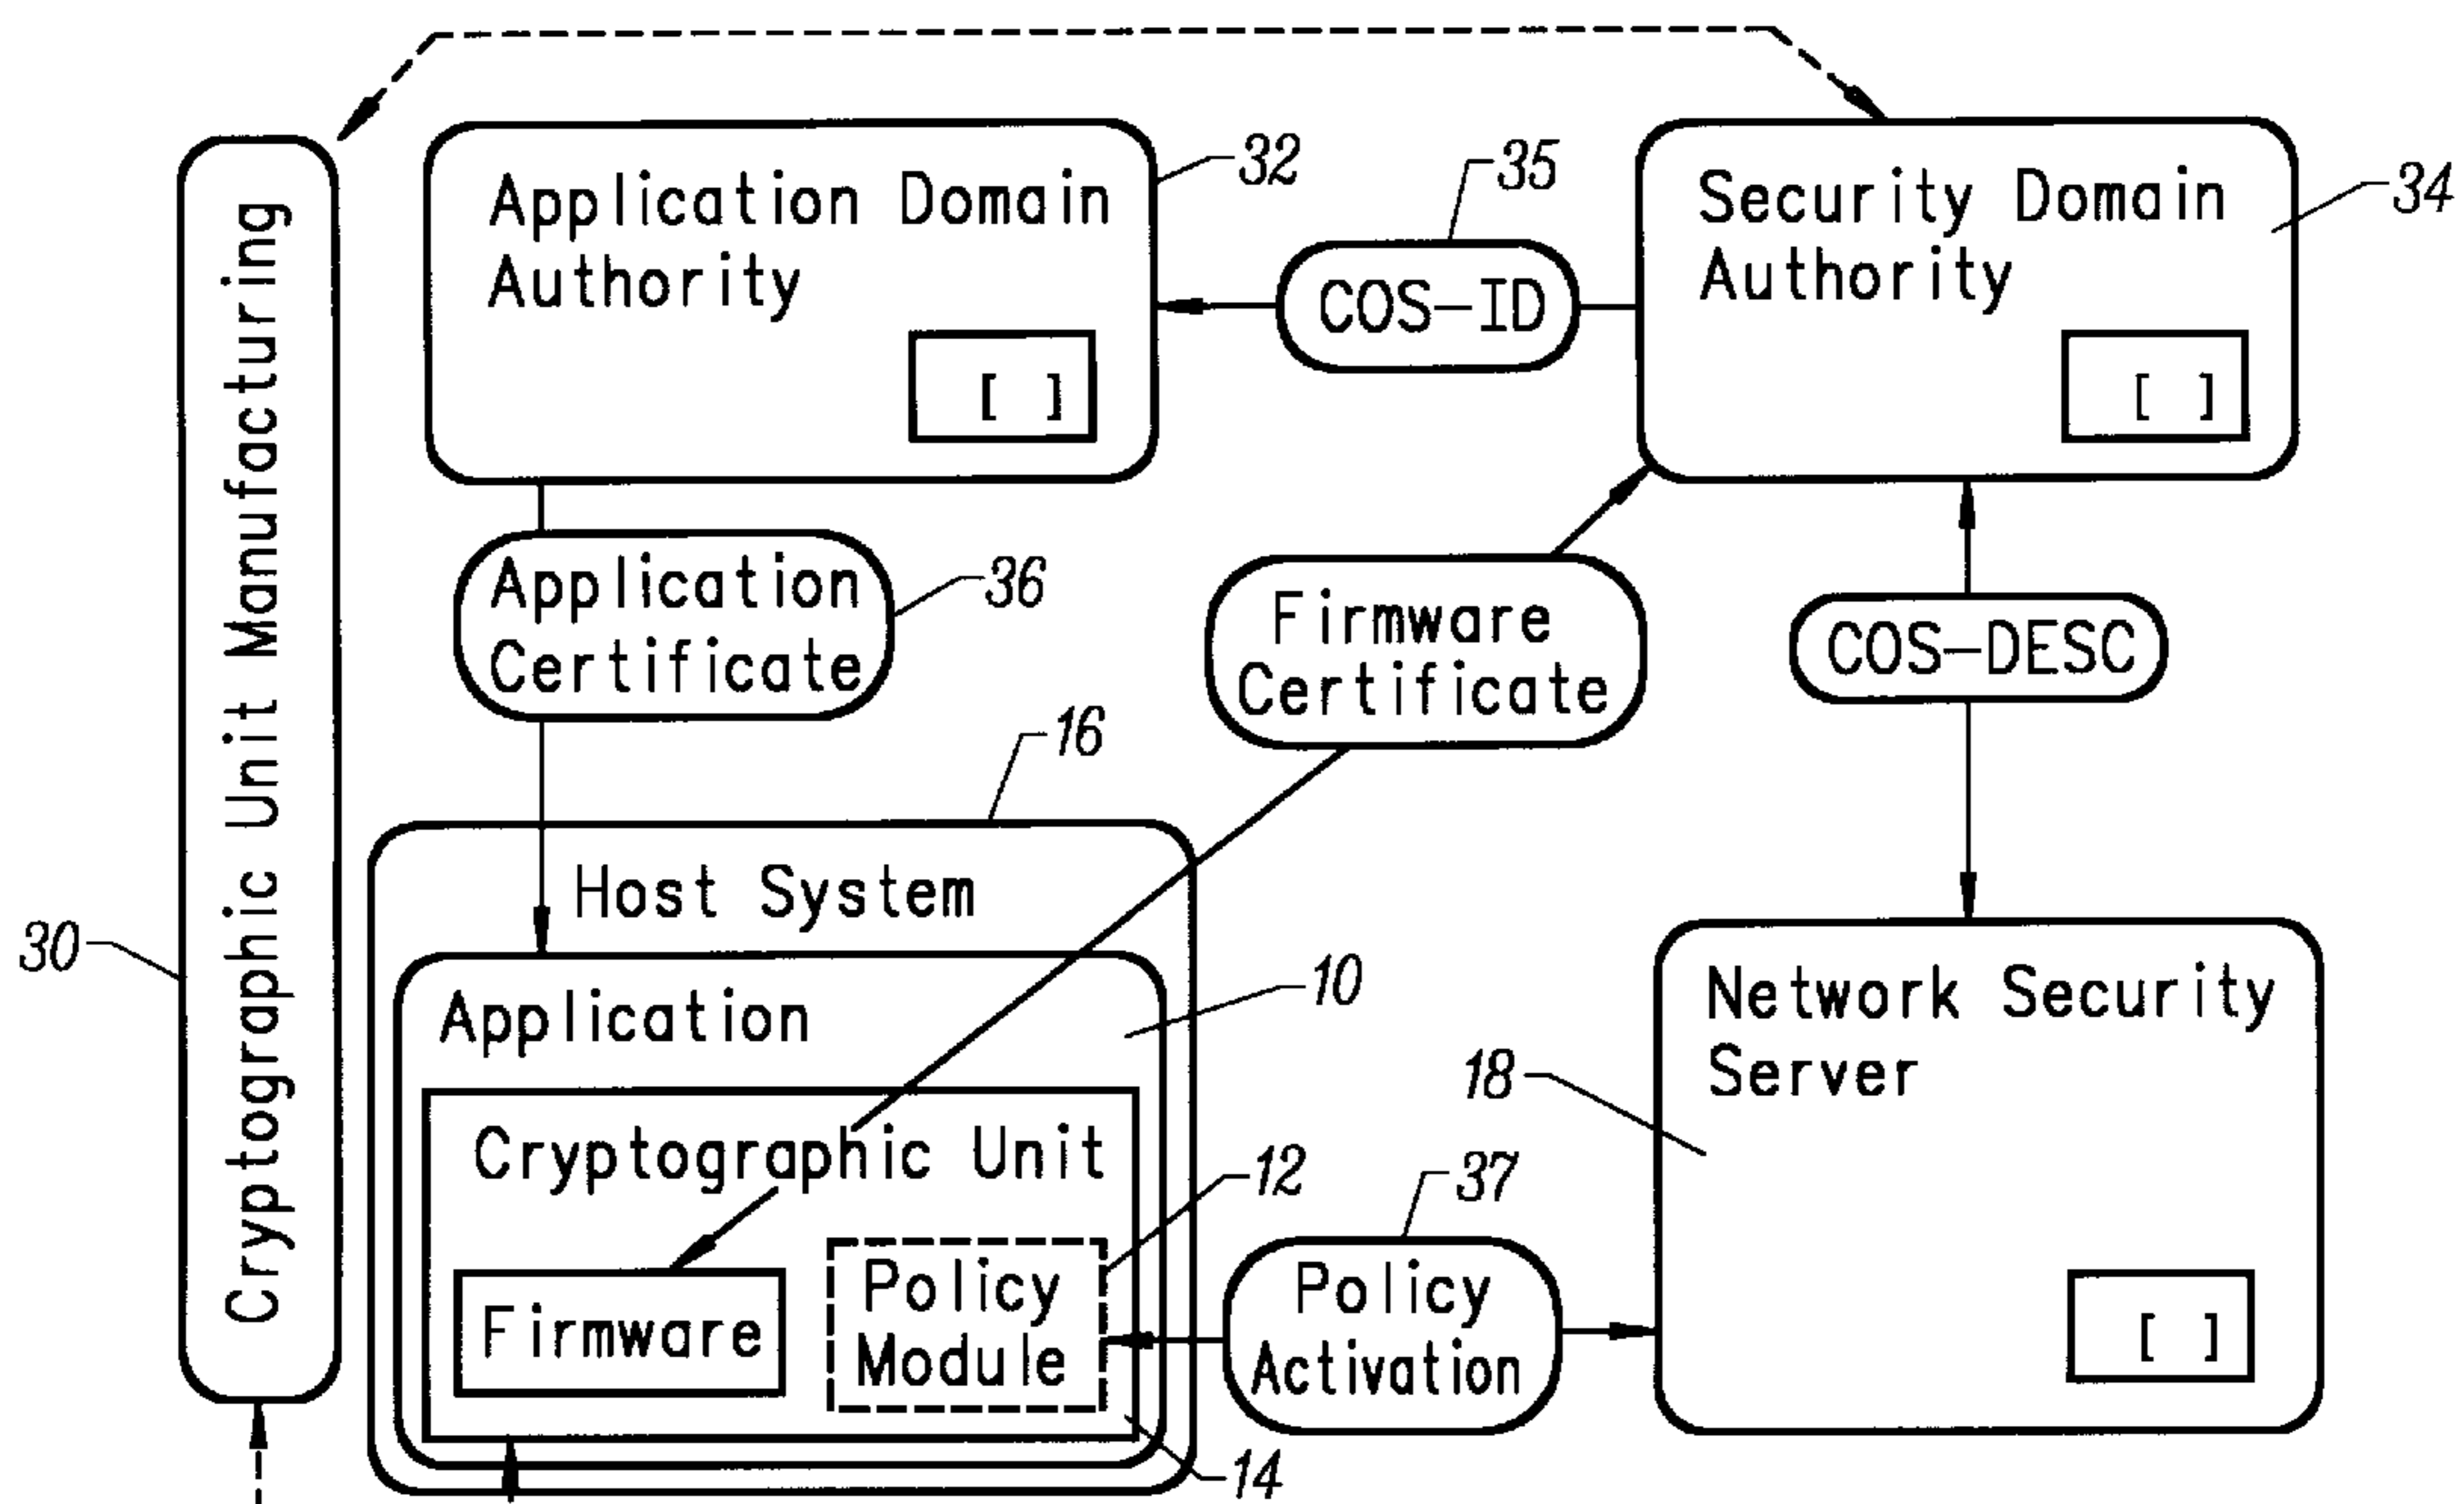 Cryptographic Unit Manufacturing
30
Application Domain
Authority
[ ]
32
COS-ID
35
Security Domain
Authority
[ ]
34
Application
Certificate
36
Firmware
Certificate
COS-DESC
16
Host System
Application
10
Cryptographic Unit
Firmware
Policy
Module
12
14
Policy
Activation
37
Network Security
Server
[ ]
18